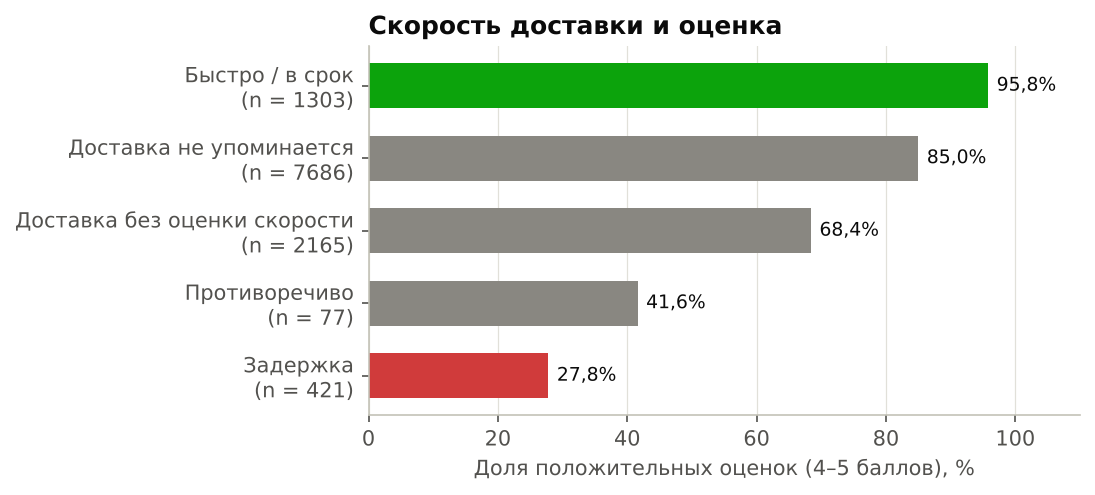 Скорость доставки и оценка
Быстро / в срок
(n = 1303)
95,8%
Доставка не упоминается
(n = 7686)
85,0%
Доставка без оценки скорости
(n = 2165)
68,4%
Противоречиво
(n = 77)
41,6%
Задержка
(n = 421)
27,8%
0 20 40 60 80 100
Доля положительных оценок (4–5 баллов), %